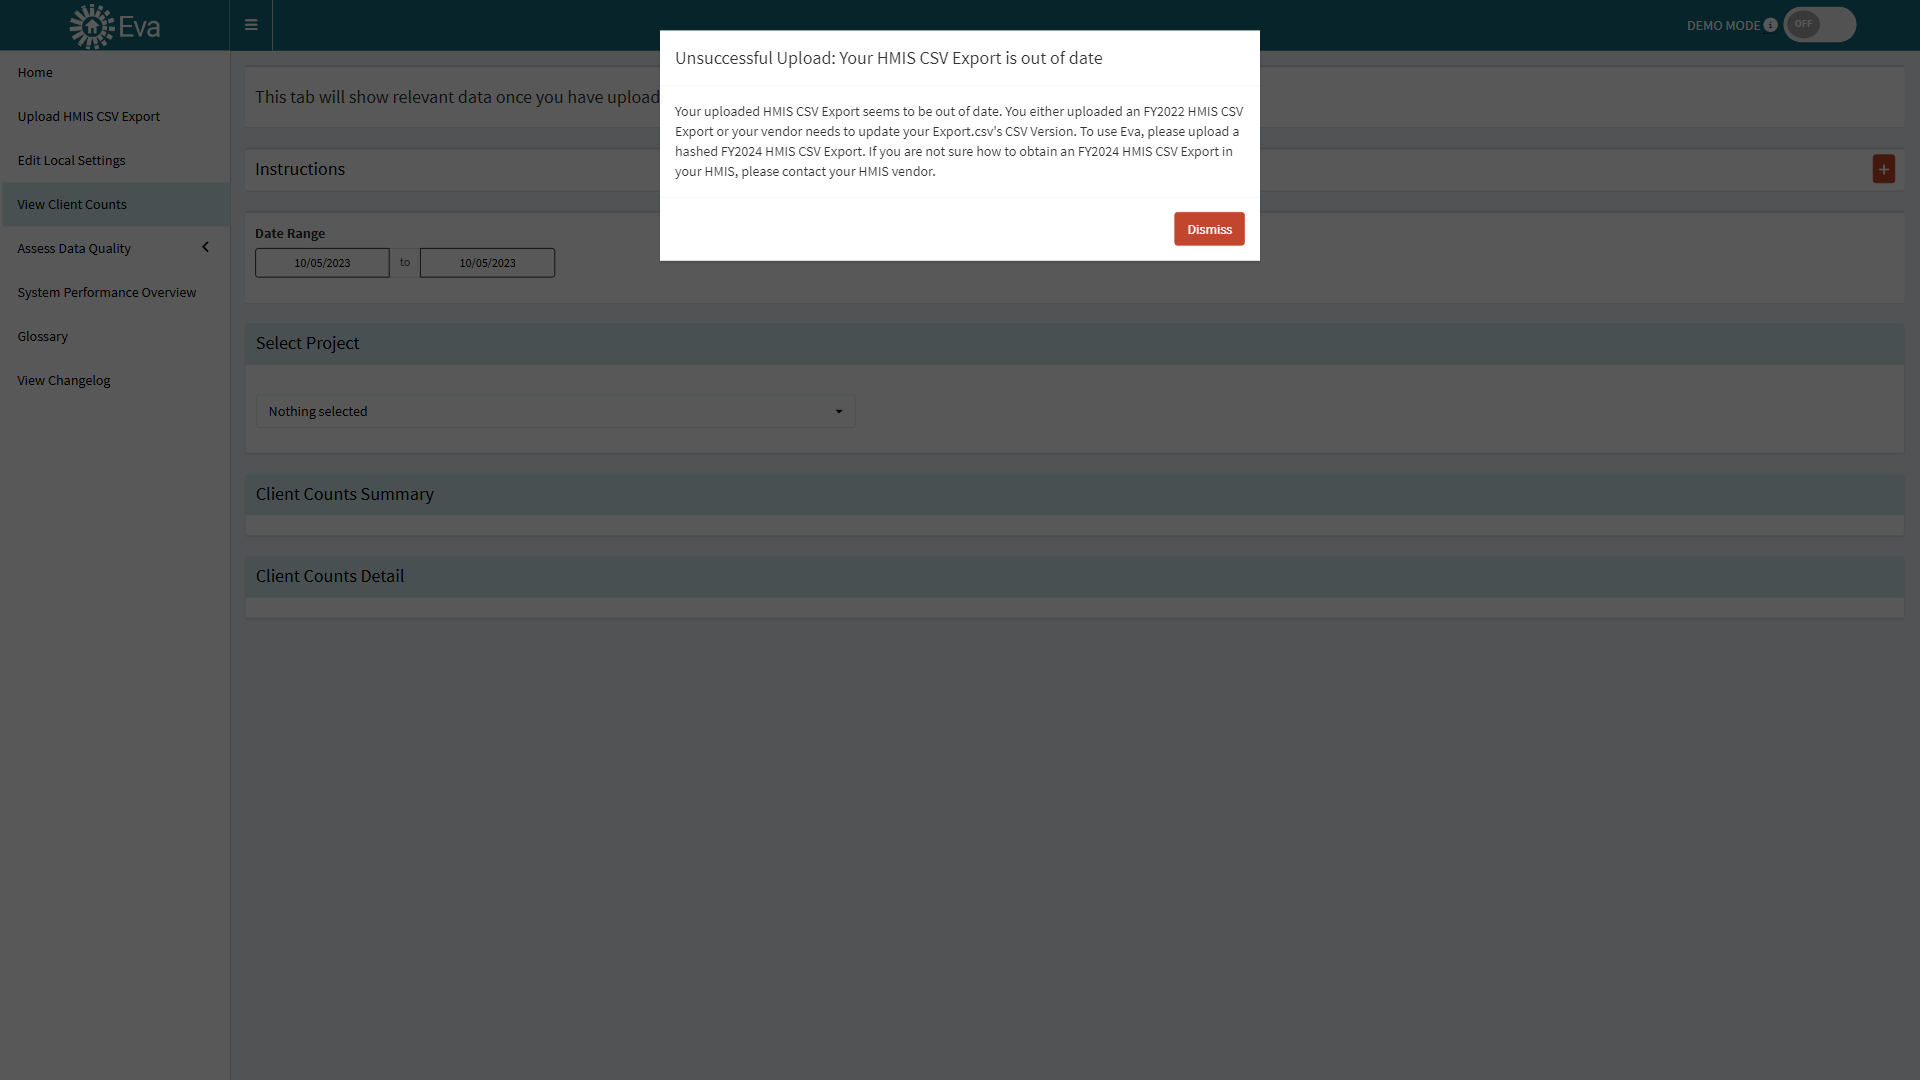 Eva
DEMO MODE
OFF
Home
Upload HMIS CSV Export
Edit Local Settings
View Client Counts
Assess Data Quality
System Performance Overview
Glossary
View Changelog
Unsuccessful Upload: Your HMIS CSV Export is out of date
Your uploaded HMIS CSV Export seems to be out of date. You either uploaded an FY2022 HMIS CSV
Export or your vendor needs to update your Export.csv's CSV Version. To use Eva, please upload a
hashed FY2024 HMIS CSV Export. If you are not sure how to obtain an FY2024 HMIS CSV Export in
your HMIS, please contact your HMIS vendor.
Dismiss
This tab will show relevant data once you have upload
Instructions
Date Range
10/05/2023 to 10/05/2023
Select Project
Nothing selected
Client Counts Summary
Client Counts Detail